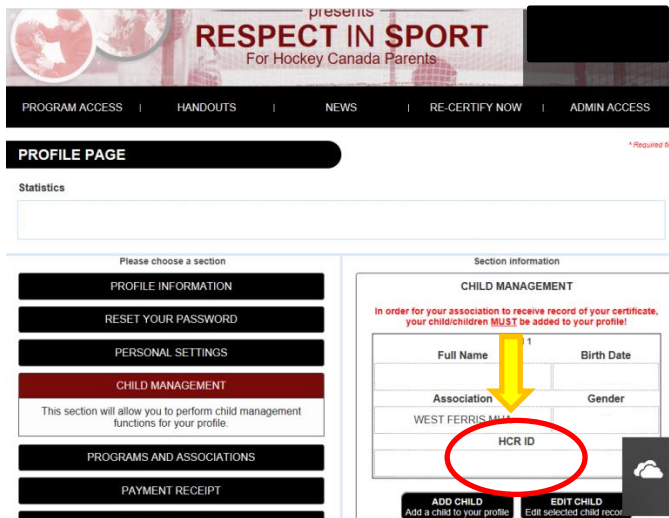 presents
RESPECT IN SPORT
For Hockey Canada Parents
PROGRAM ACCESS | HANDOUTS | NEWS | RE-CERTIFY NOW | ADMIN ACCESS
PROFILE PAGE
* Required
Statistics
Please choose a section
PROFILE INFORMATION
RESET YOUR PASSWORD
PERSONAL SETTINGS
CHILD MANAGEMENT
This section will allow you to perform child management
functions for your profile.
PROGRAMS AND ASSOCIATIONS
PAYMENT RECEIPT
Section information
CHILD MANAGEMENT
In order for your association to receive record of your certificate,
your child/children MUST be added to your profile!
1
Full Name Birth Date
Association Gender
WEST FERRIS
HCR ID
ADD CHILD
Add a child to your profile
EDIT CHILD
Edit selected child